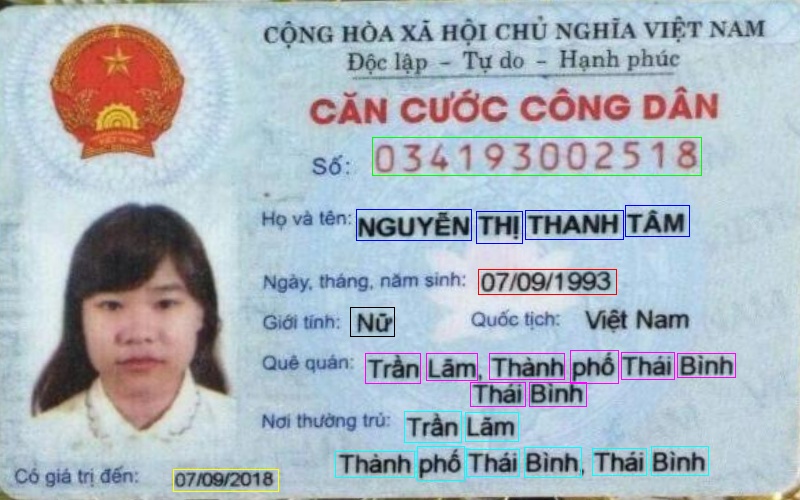 CỘNG HÒA XÃ HỘI CHỦ NGHĨA VIỆT NAM
Độc lập - Tự do - Hạnh phúc
CĂN CƯỚC CÔNG DÂN
Số: 034193002518
Họ và tên: NGUYỄN THỊ THANH TÂM
Ngày, tháng, năm sinh: 07/09/1993
Giới tính: Nữ Quốc tịch: Việt Nam
Quê quán: Trần Lãm, Thành phố Thái Bình
Thái Bình
Nơi thường trú: Trần Lãm
Thành phố Thái Bình, Thái Bình
Có giá trị đến: 07/09/2018